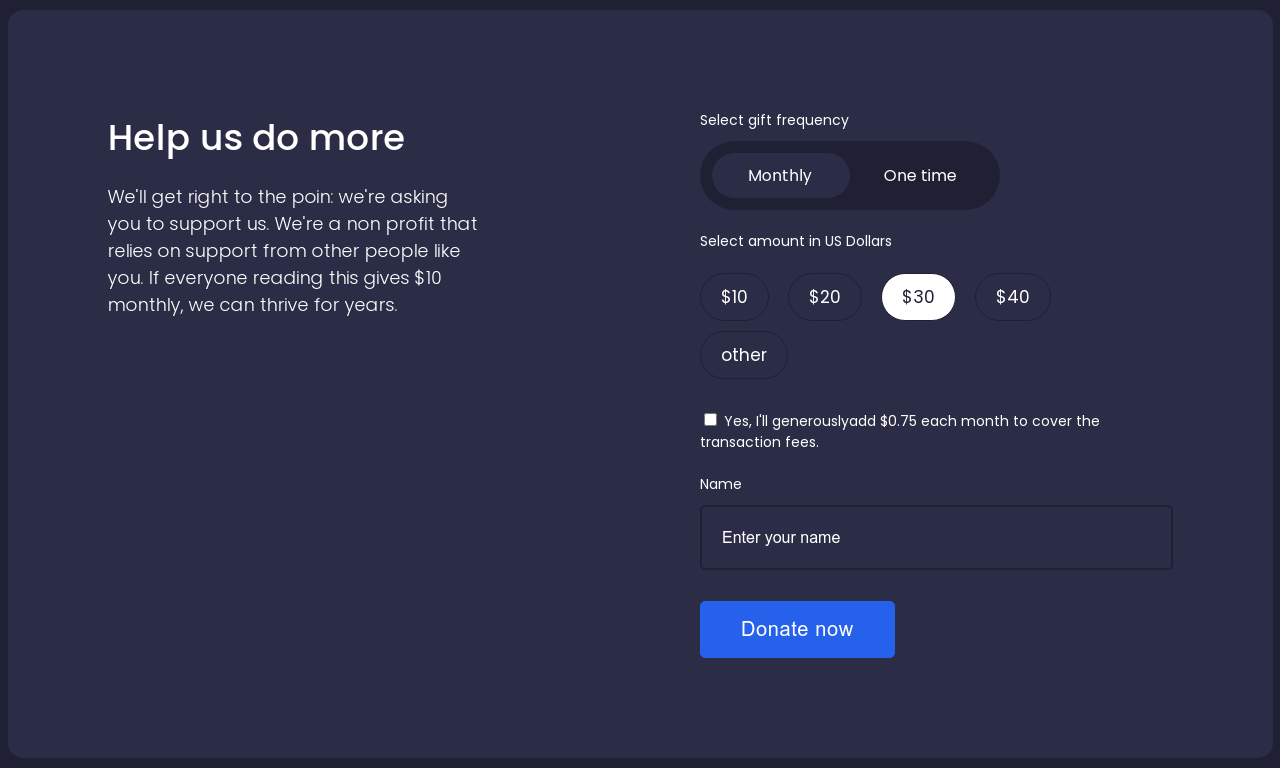 Help us do more
We'll get right to the poin: we're asking
you to support us. We're a non profit that
relies on support from other people like
you. If everyone reading this gives $10
monthly, we can thrive for years.
Select gift frequency
Monthly One time
Select amount in US Dollars
$10 $20 $30 $40
other
Yes, I'll generouslyadd $0.75 each month to cover the
transaction fees.
Name
Enter your name
Donate now